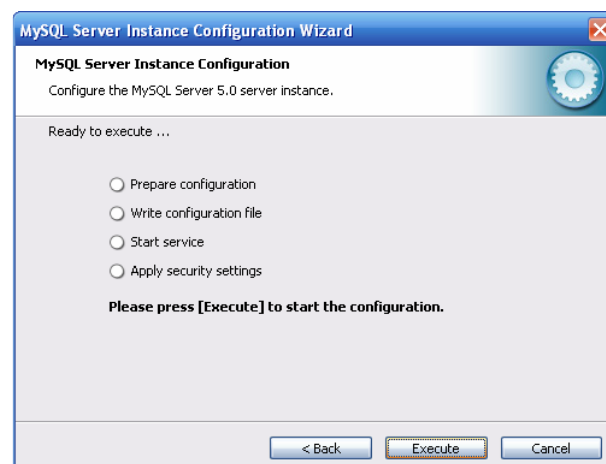 MySQL Server Instance Configuration Wizard
MySQL Server Instance Configuration
Configure the MySQL Server 5.0 server instance.
Ready to execute ...
Prepare configuration
Write configuration file
Start service
Apply security settings
Please press [Execute] to start the configuration.
< Back Execute Cancel